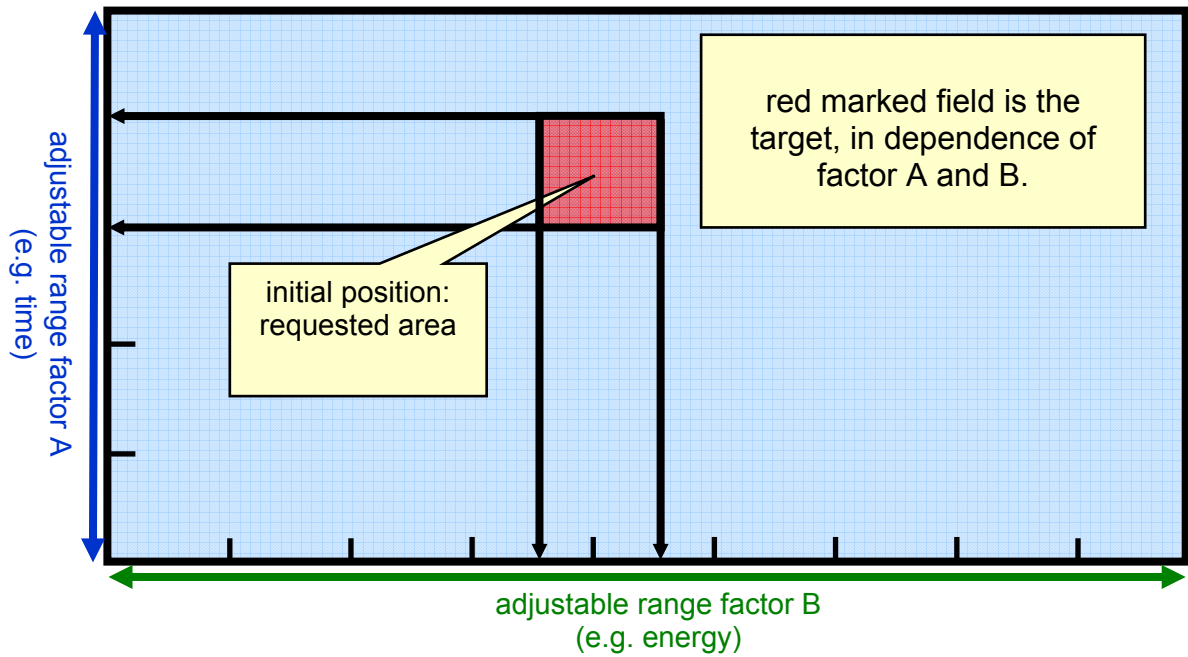 red marked field is the
target, in dependence of
factor A and B.
initial position:
requested area
adjustable range factor A
(e.g. time)
adjustable range factor B
(e.g. energy)